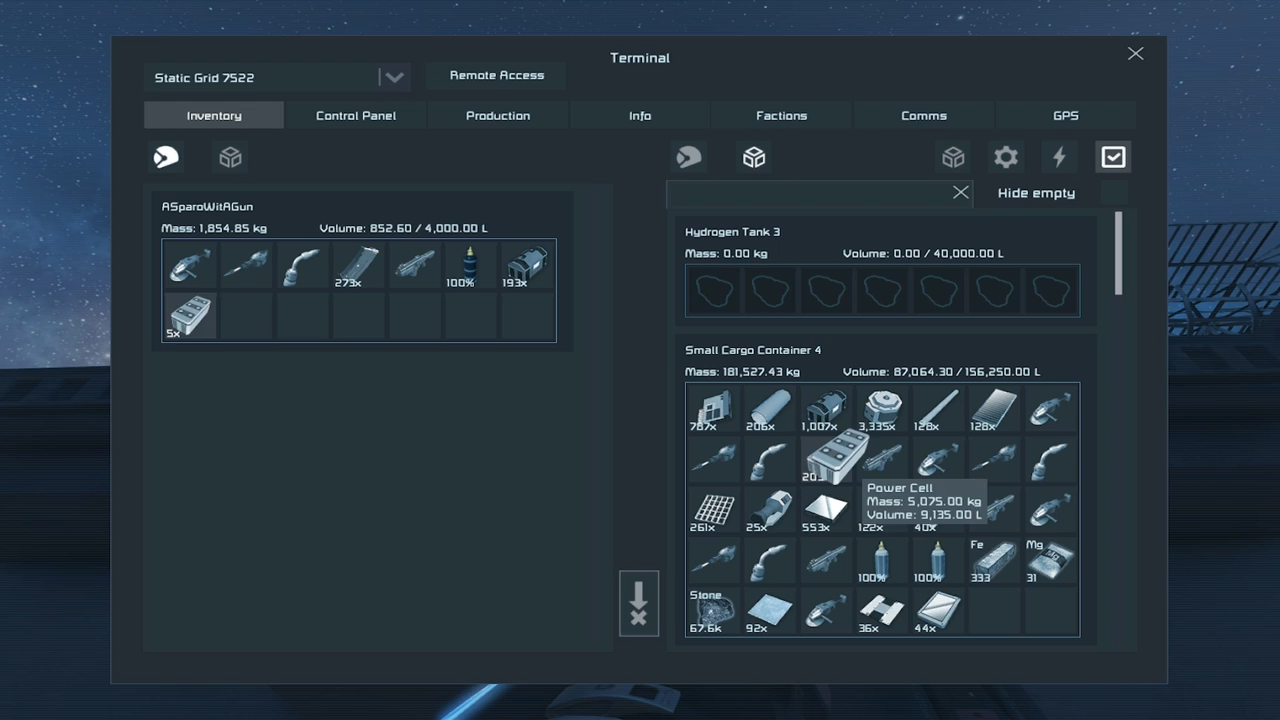 Terminal
Static Grid 7522
Remote Access
Inventory
Control Panel
Production
Info
Factions
Comms
GPS
Hide empty
ASparoWitAGun
Mass: 1,854.85 kg
Volume: 852.60 / 4,000.00 L
273x
100%
193x
5x
Hydrogen Tank 3
Mass: 0.00 kg
Volume: 0.00 / 40,000.00 L
Small Cargo Container 4
Mass: 181,527.43 kg
Volume: 87,064.30 / 156,250.00 L
787x
206x
1,007x
3,335x
128x
128x
Power Cell
Mass: 5,075.00 kg
Volume: 9,135.00 L
261x
25x
553x
122x
40x
100%
100%
Fe
333
Mg
Mg
31
Stone
67.6k
92x
36x
44x